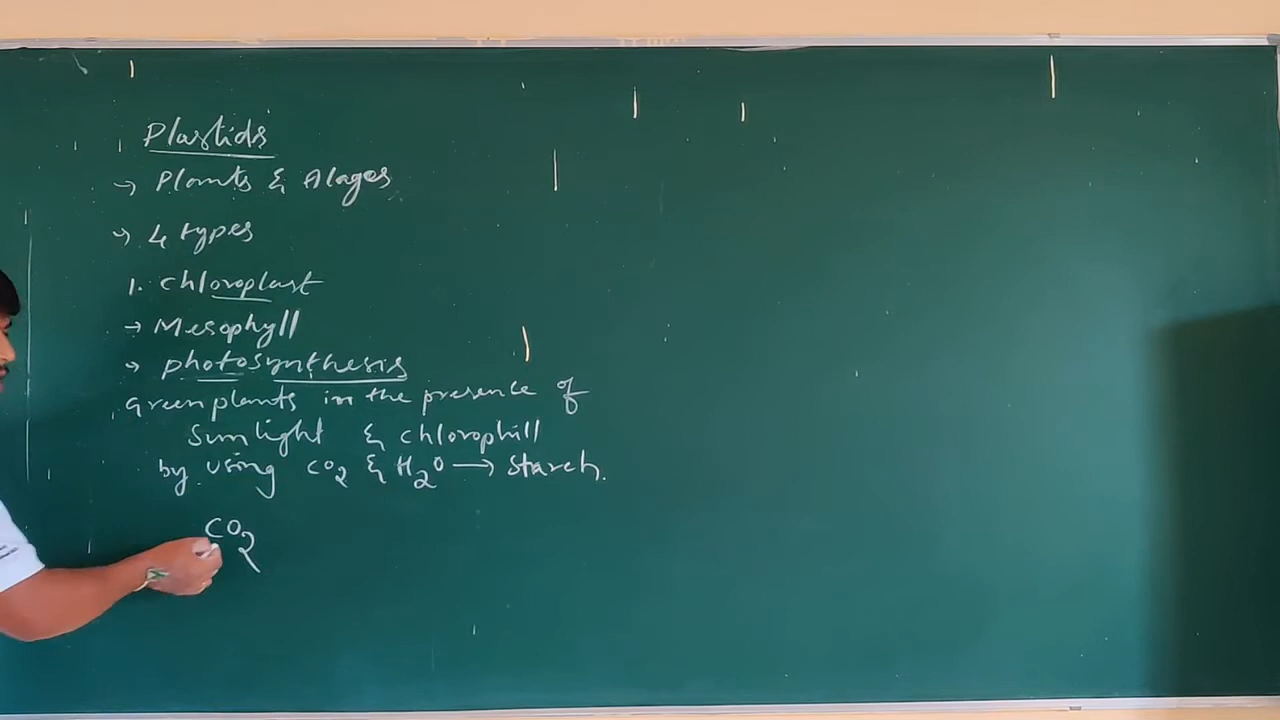 Plastids
→ Plants & Alages
→ 4 types
1. chloroplast
→ Mesophyll
→ photosynthesis
Green plants in the presence of
Sunlight & chlorophill
by using CO2 & H2O → Starch.
CO2